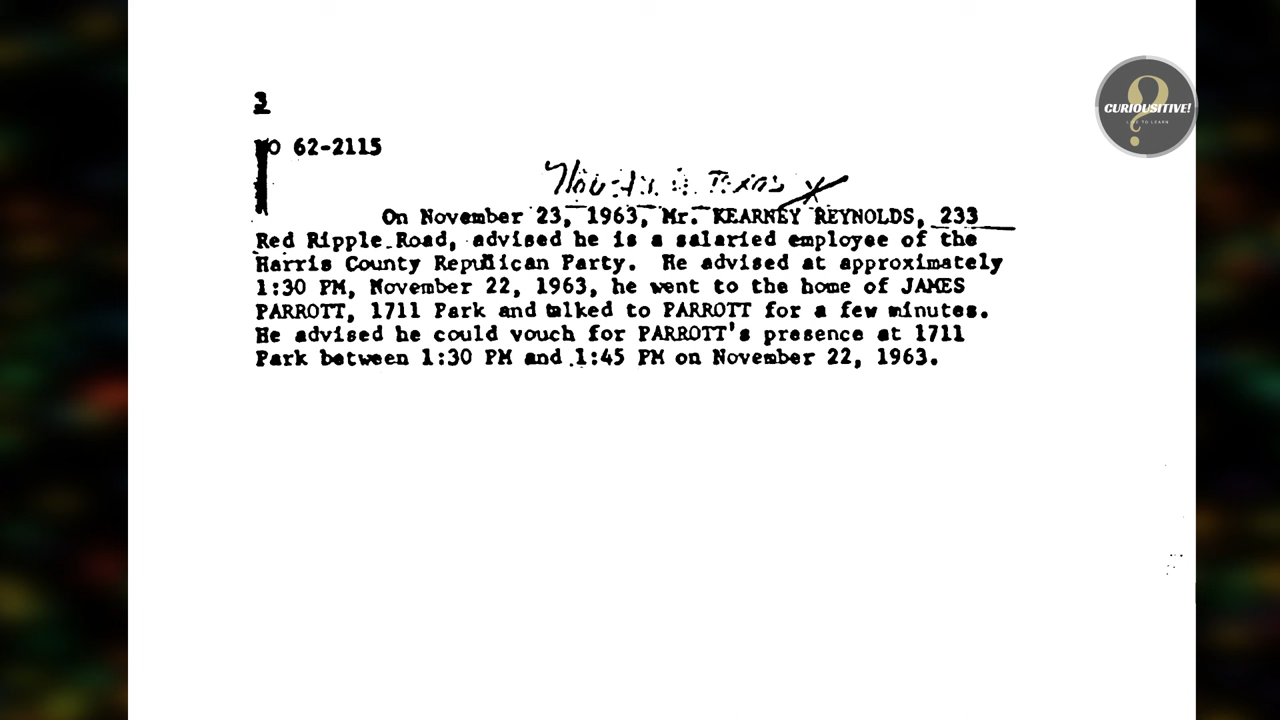 2
O 62-2115
Texas
On November 23, 1963, Mr. KEARNEY REYNOLDS, 233
Red Ripple Road, advised he is a salaried employee of the
Harris County Republican Party. He advised at approximately
1:30 PM, November 22, 1963, he went to the home of JAMES
PARROTT, 1711 Park and talked to PARROTT for a few minutes.
He advised he could vouch for PARROTT's presence at 1711
Park between 1:30 PM and 1:45 PM on November 22, 1963.
CURIOUSITIVE!